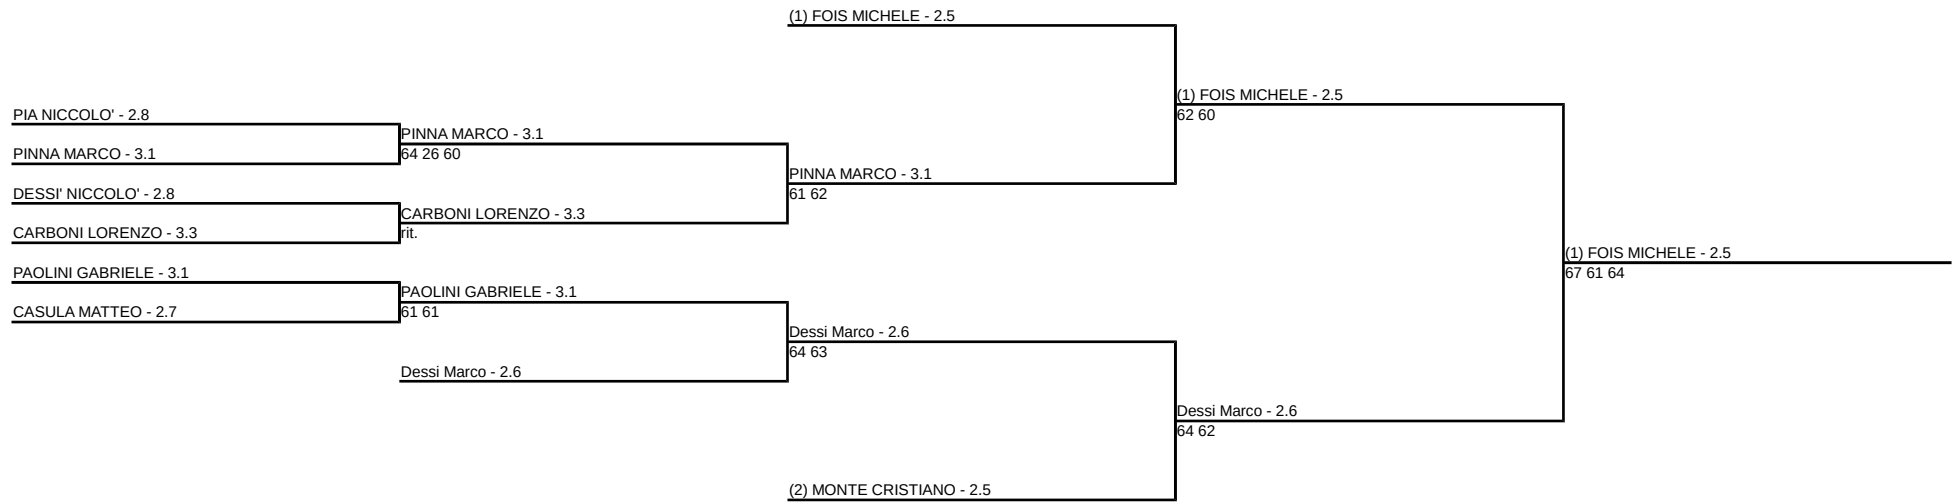 (1) FOIS MICHELE - 2.5
(1) FOIS MICHELE - 2.5
62 60
PIA NICCOLO' - 2.8
PINNA MARCO - 3.1
64 26 60
PINNA MARCO - 3.1
PINNA MARCO - 3.1
61 62
DESSI' NICCOLO' - 2.8
CARBONI LORENZO - 3.3
rit.
CARBONI LORENZO - 3.3
(1) FOIS MICHELE - 2.5
67 61 64
PAOLINI GABRIELE - 3.1
PAOLINI GABRIELE - 3.1
61 61
CASULA MATTEO - 2.7
Dessi Marco - 2.6
64 63
Dessi Marco - 2.6
Dessi Marco - 2.6
64 62
(2) MONTE CRISTIANO - 2.5